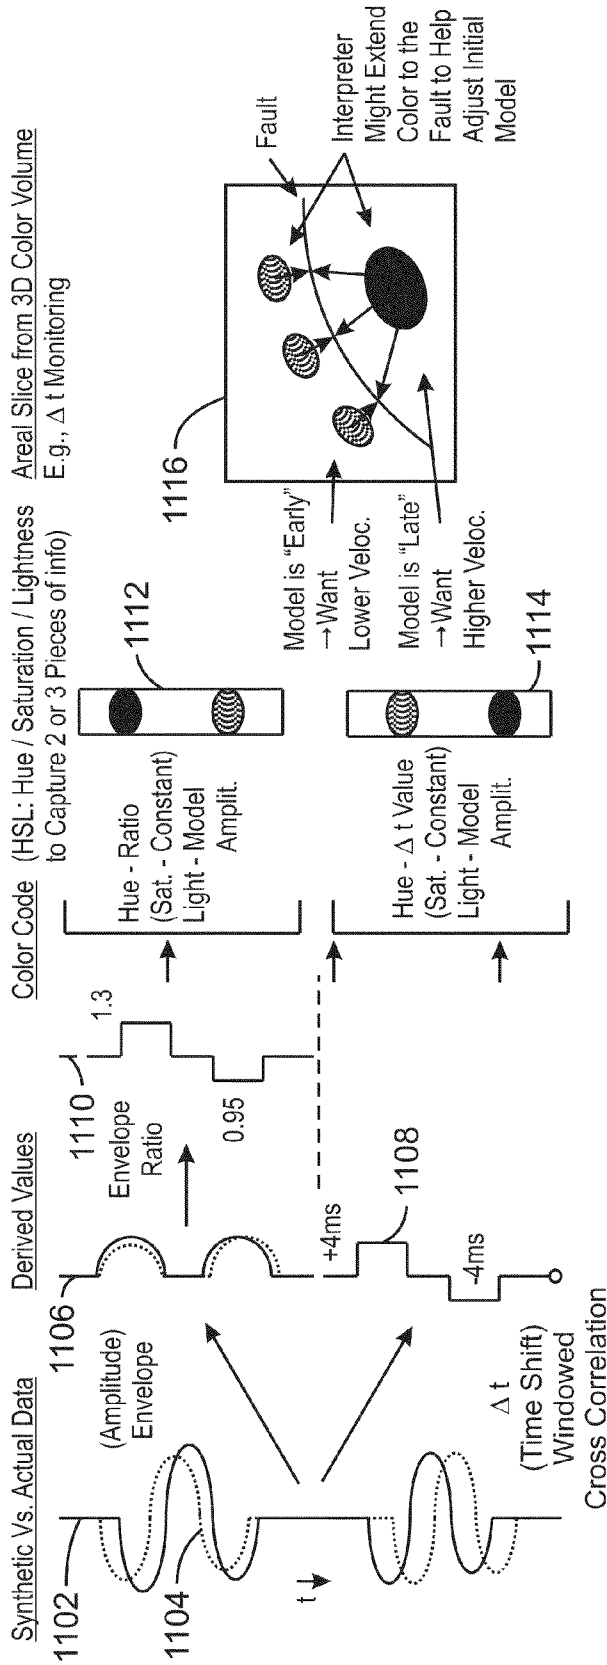 Synthetic Vs. Actual Data
1102
1104
t
(Amplitude)
Envelope
Δ t
(Time Shift)
Windowed
Cross Correlation
Derived Values
1106
1110
Envelope
Ratio
1.3
0.95
+4ms
-4ms
1108
Color Code
(HSL: Hue / Saturation / Lightness
to Capture 2 or 3 Pieces of info)
Hue - Ratio
(Sat. - Constant)
Light - Model
Amplit.
1112
Hue - Δ t Value
(Sat. - Constant)
Light - Model
Amplit.
1114
Areal Slice from 3D Color Volume
E.g., Δ t Monitoring
1116
Model is “Early”
→Want
Lower Veloc.
Model is “Late”
→Want
Higher Veloc.
Fault
Interpreter
Might Extend
Color to the
Fault to Help
Adjust Initial
Model